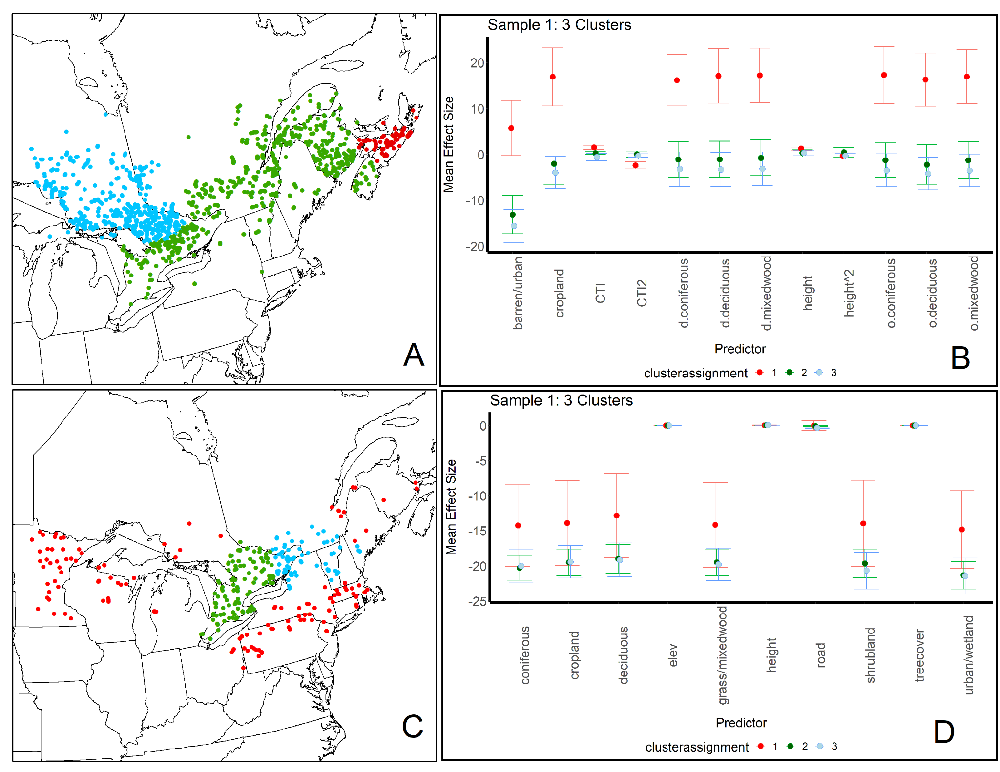 A
Sample 1: 3 Clusters
Mean Effect Size
20
10
0
-10
-20
barren/urban
cropland
CTI
CTI2
d.coniferous
d.deciduous
d.mixedwood
height
height^2
o.coniferous
o.deciduous
o.mixedwood
Predictor
clusterassignment 1 2 3
B
C
Sample 1: 3 Clusters
Mean Effect Size
0
-5
-10
-15
-20
-25
coniferous
cropland
deciduous
elev
grass/mixedwood
height
road
shrubland
treecover
urban/wetland
Predictor
clusterassignment 1 2 3
D